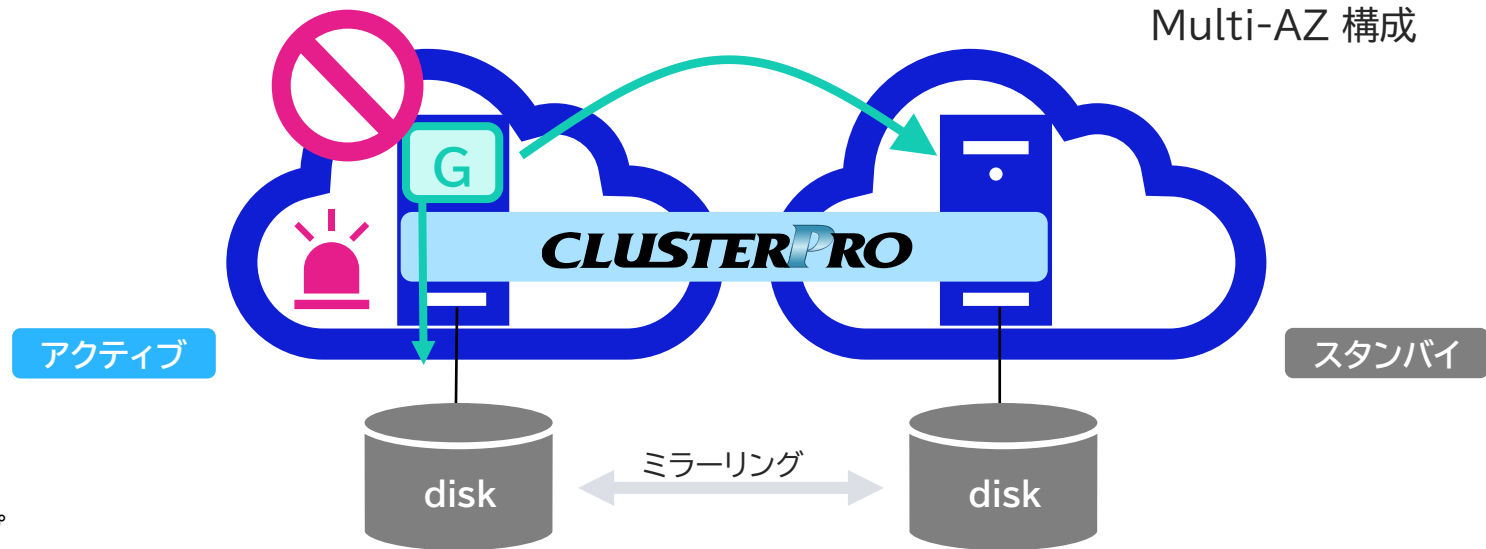 Multi-AZ 構成
G
CLUSTERPRO
アクティブ
スタンバイ
ミラーリング
disk
disk
プ